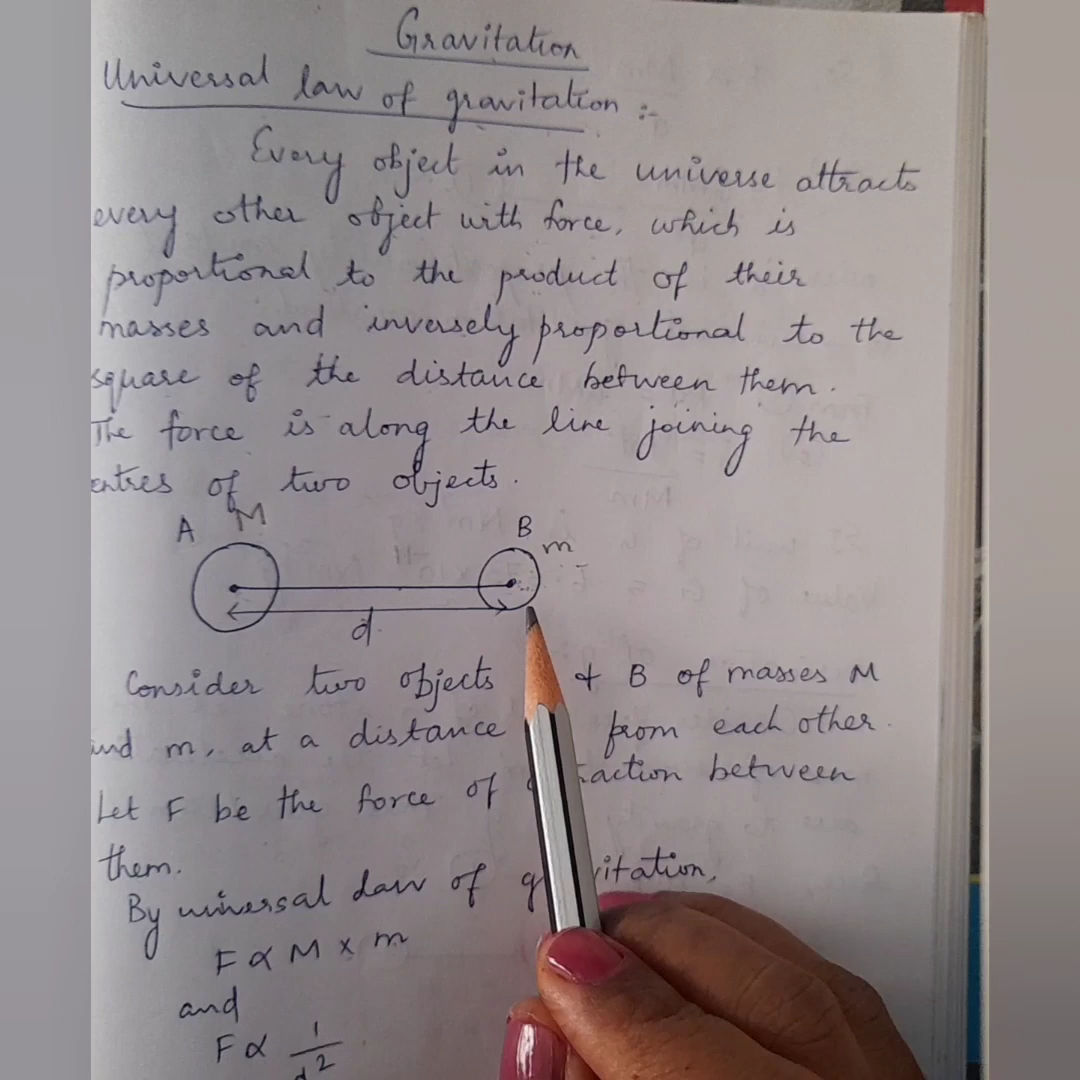 Gravitation
Universal law of gravitation :-
Every object in the universe attracts
every other object with force, which is
proportional to the product of their
masses and inversely proportional to the
square of the distance between them.
The force is along the line joining the
entres of two objects.
A M B m
d
Consider two objects & B of masses M
and m, at a distance from each other.
Let F be the force of action between
them.
By universal law of gravitation,
F ∝ M × m
and
F ∝ 1/d²